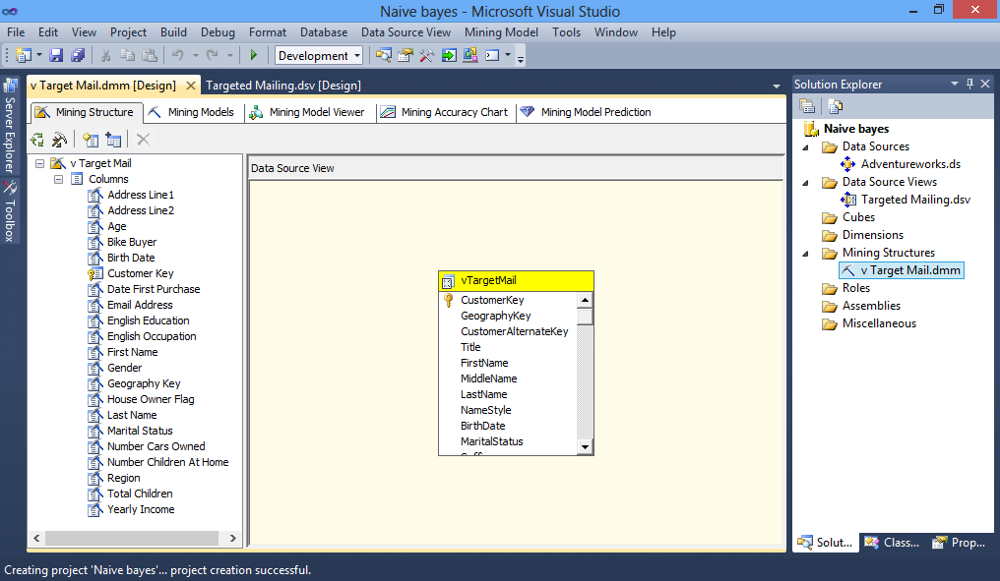 Naive bayes - Microsoft Visual Studio
File Edit View Project Build Debug Format Database Data Source View Mining Model Tools Window Help
Development
Server Explorer
Toolbox
v Target Mail.dmm [Design] Targeted Mailing.dsv [Design]
Mining Structure Mining Models Mining Model Viewer Mining Accuracy Chart Mining Model Prediction
v Target Mail
Columns
Address Line1
Address Line2
Age
Bike Buyer
Birth Date
Customer Key
Date First Purchase
Email Address
English Education
English Occupation
First Name
Gender
Geography Key
House Owner Flag
Last Name
Marital Status
Number Cars Owned
Number Children At Home
Region
Total Children
Yearly Income
Data Source View
vTargetMail
CustomerKey
GeographyKey
CustomerAlternateKey
Title
FirstName
MiddleName
LastName
NameStyle
BirthDate
MaritalStatus
Solution Explorer
Naive bayes
Data Sources
Adventureworks.ds
Data Source Views
Targeted Mailing.dsv
Cubes
Dimensions
Mining Structures
v Target Mail.dmm
Roles
Assemblies
Miscellaneous
Solut... Class... Prop...
Creating project 'Naive bayes'... project creation successful.